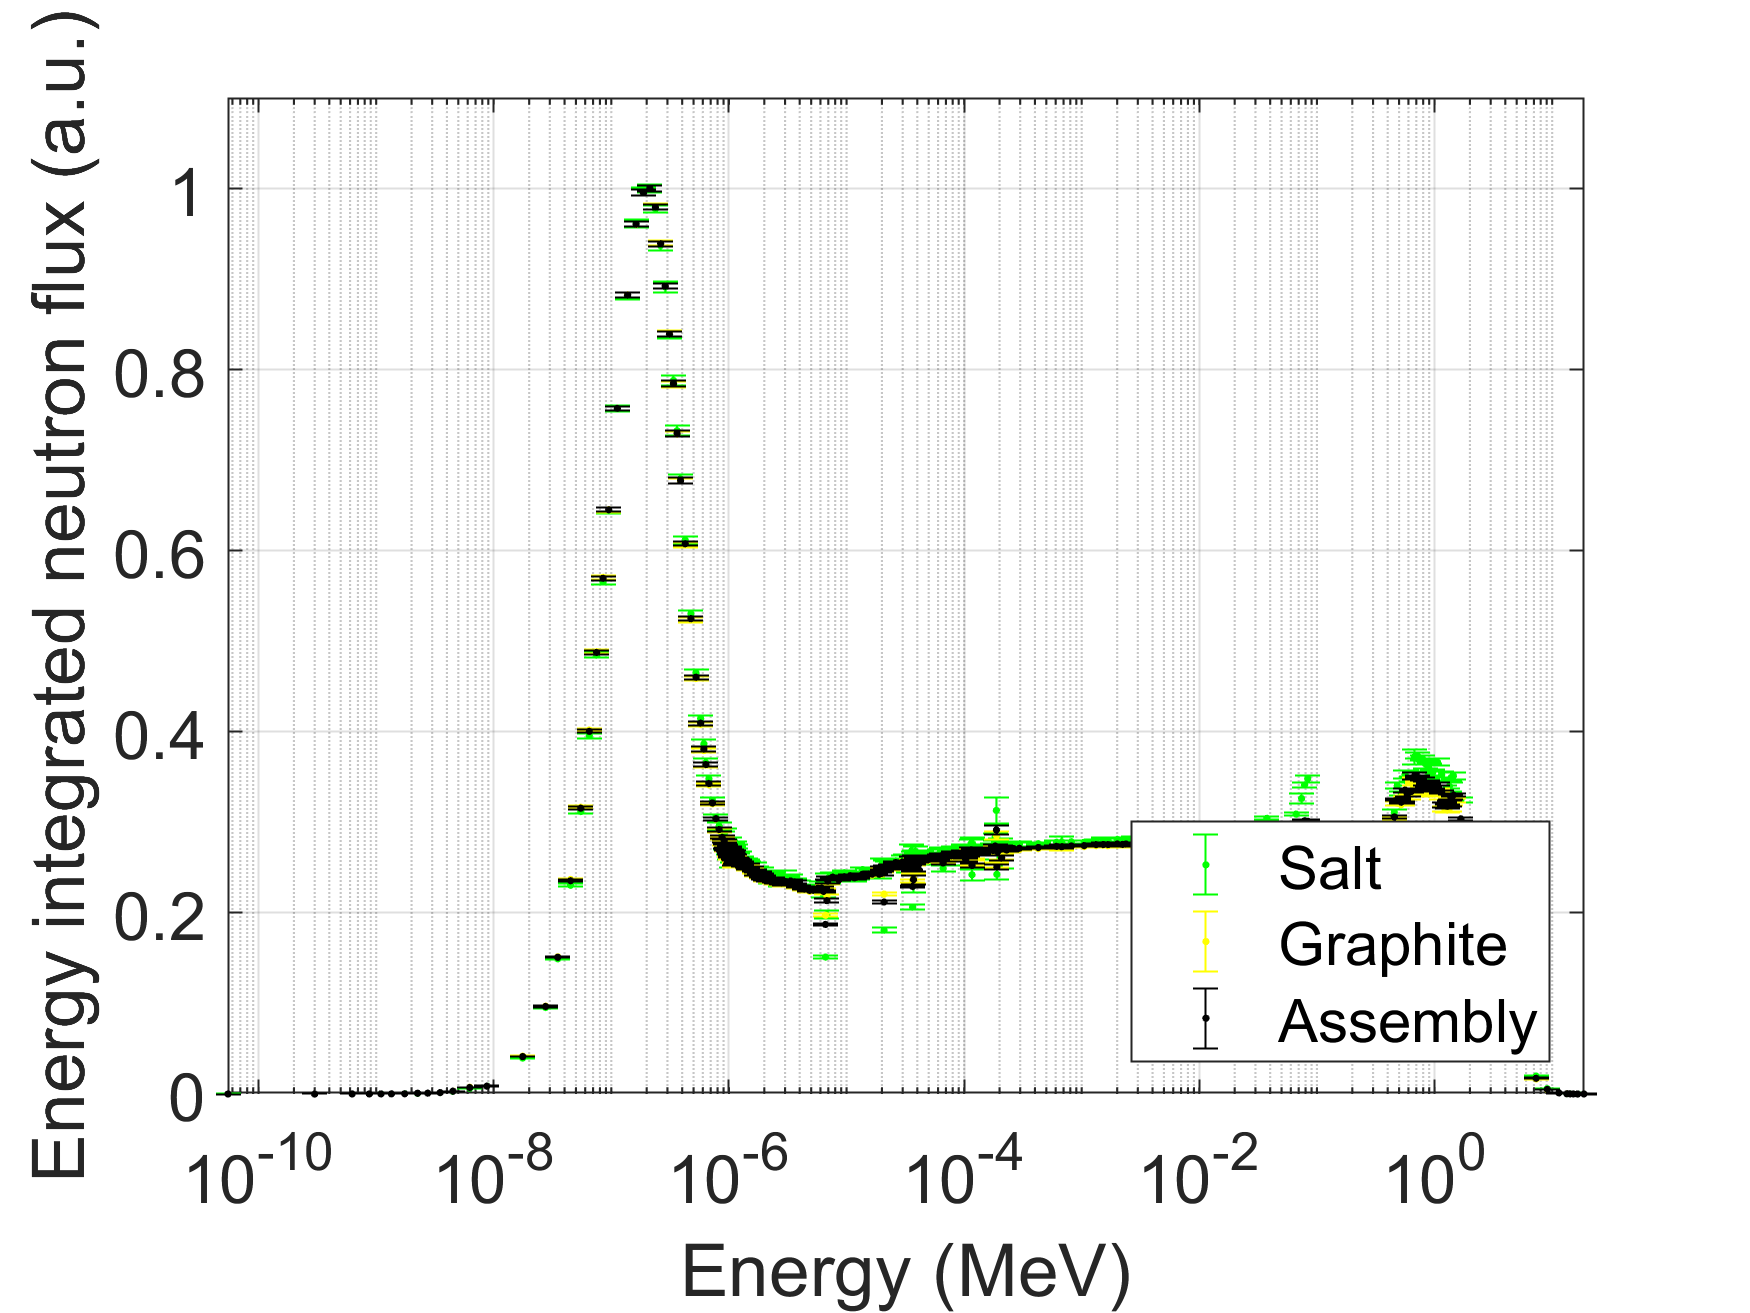 Energy integrated neutron flux (a.u.)
1
0.8
0.6
0.4
0.2
0
Salt
Graphite
Assembly
10^-10 10^-8 10^-6 10^-4 10^-2 10^0
Energy (MeV)